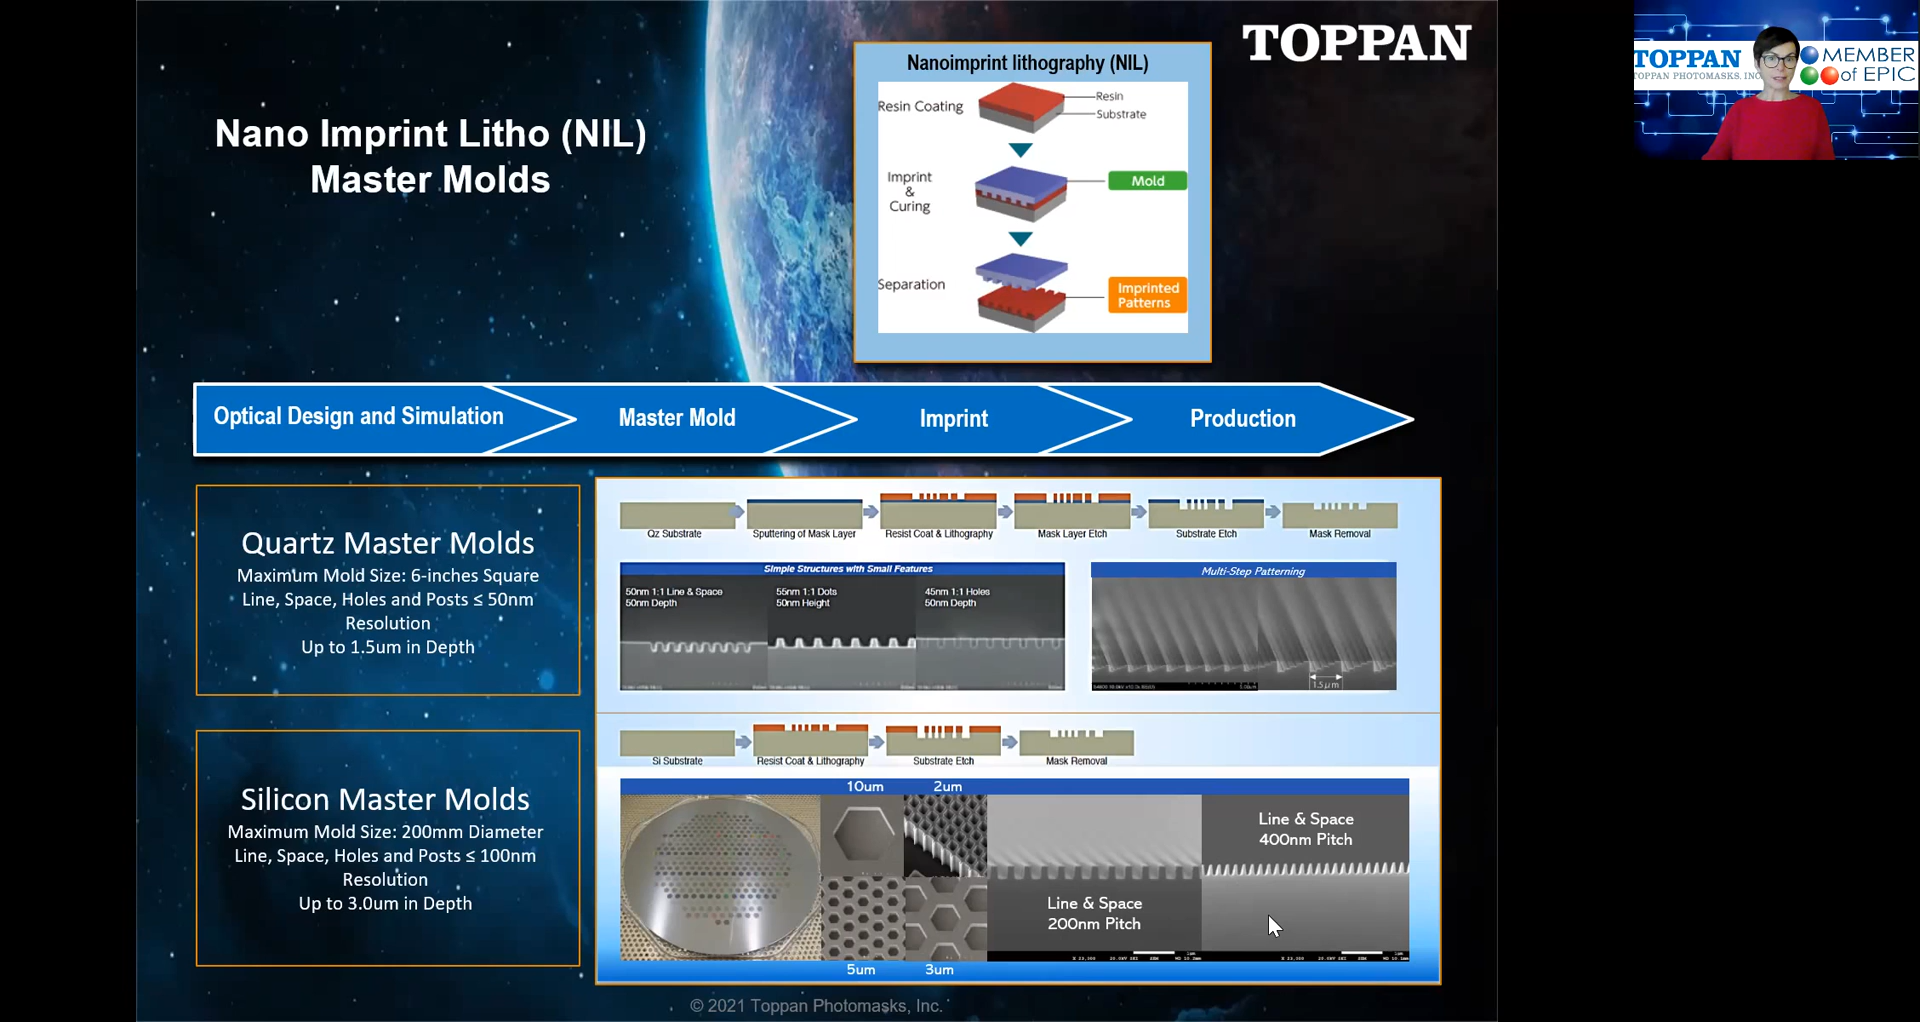 TOPPAN
Nano Imprint Litho (NIL)
Master Molds
Nanoimprint lithography (NIL)
Resin Coating
Resin
Substrate
Imprint
&
Curing
Mold
Separation
Imprinted
Patterns
TOPPAN
TOPPAN PHOTOMASKS, INC
MEMBER
of EPIC
Optical Design and Simulation
Master Mold
Imprint
Production
Quartz Master Molds
Maximum Mold Size: 6-inches Square
Line, Space, Holes and Posts ≤ 50nm
Resolution
Up to 1.5um in Depth
Qz Substrate
Sputtering of Mask Layer
Resist Coat & Lithography
Mask Layer Etch
Substrate Etch
Mask Removal
Simple Structures with Small Features
50nm 1:1 Line & Space
50nm Depth
55nm 1:1 Dots
50nm Height
45nm 1:1 Holes
50nm Depth
Multi-Step Patterning
1.5μm
Silicon Master Molds
Maximum Mold Size: 200mm Diameter
Line, Space, Holes and Posts ≤ 100nm
Resolution
Up to 3.0um in Depth
Si Substrate
Resist Coat & Lithography
Substrate Etch
Mask Removal
10um
2um
5um
3um
Line & Space
200nm Pitch
Line & Space
400nm Pitch
© 2021 Toppan Photomasks, Inc.